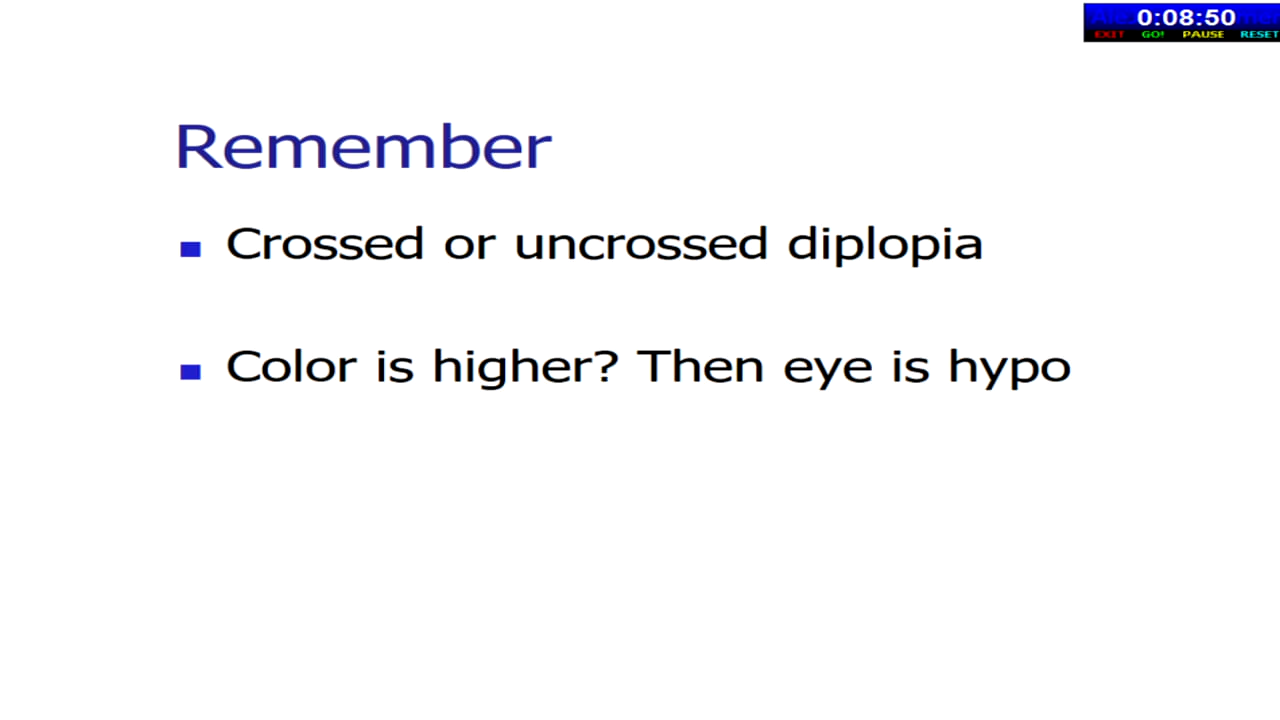 0:08:50
EXIT GO! PAUSE RESET
Remember
Crossed or uncrossed diplopia
Color is higher? Then eye is hypo